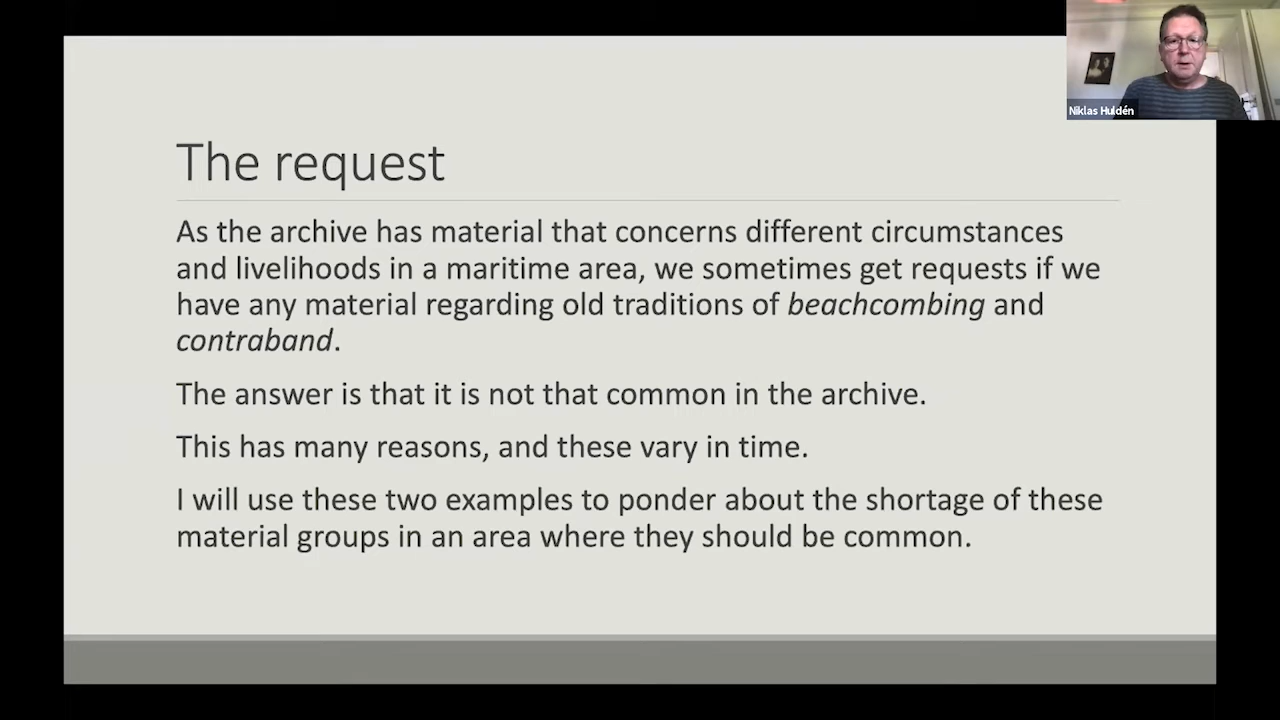 Niklas Huldén
The request
As the archive has material that concerns different circumstances
and livelihoods in a maritime area, we sometimes get requests if we
have any material regarding old traditions of beachcombing and
contraband.
The answer is that it is not that common in the archive.
This has many reasons, and these vary in time.
I will use these two examples to ponder about the shortage of these
material groups in an area where they should be common.